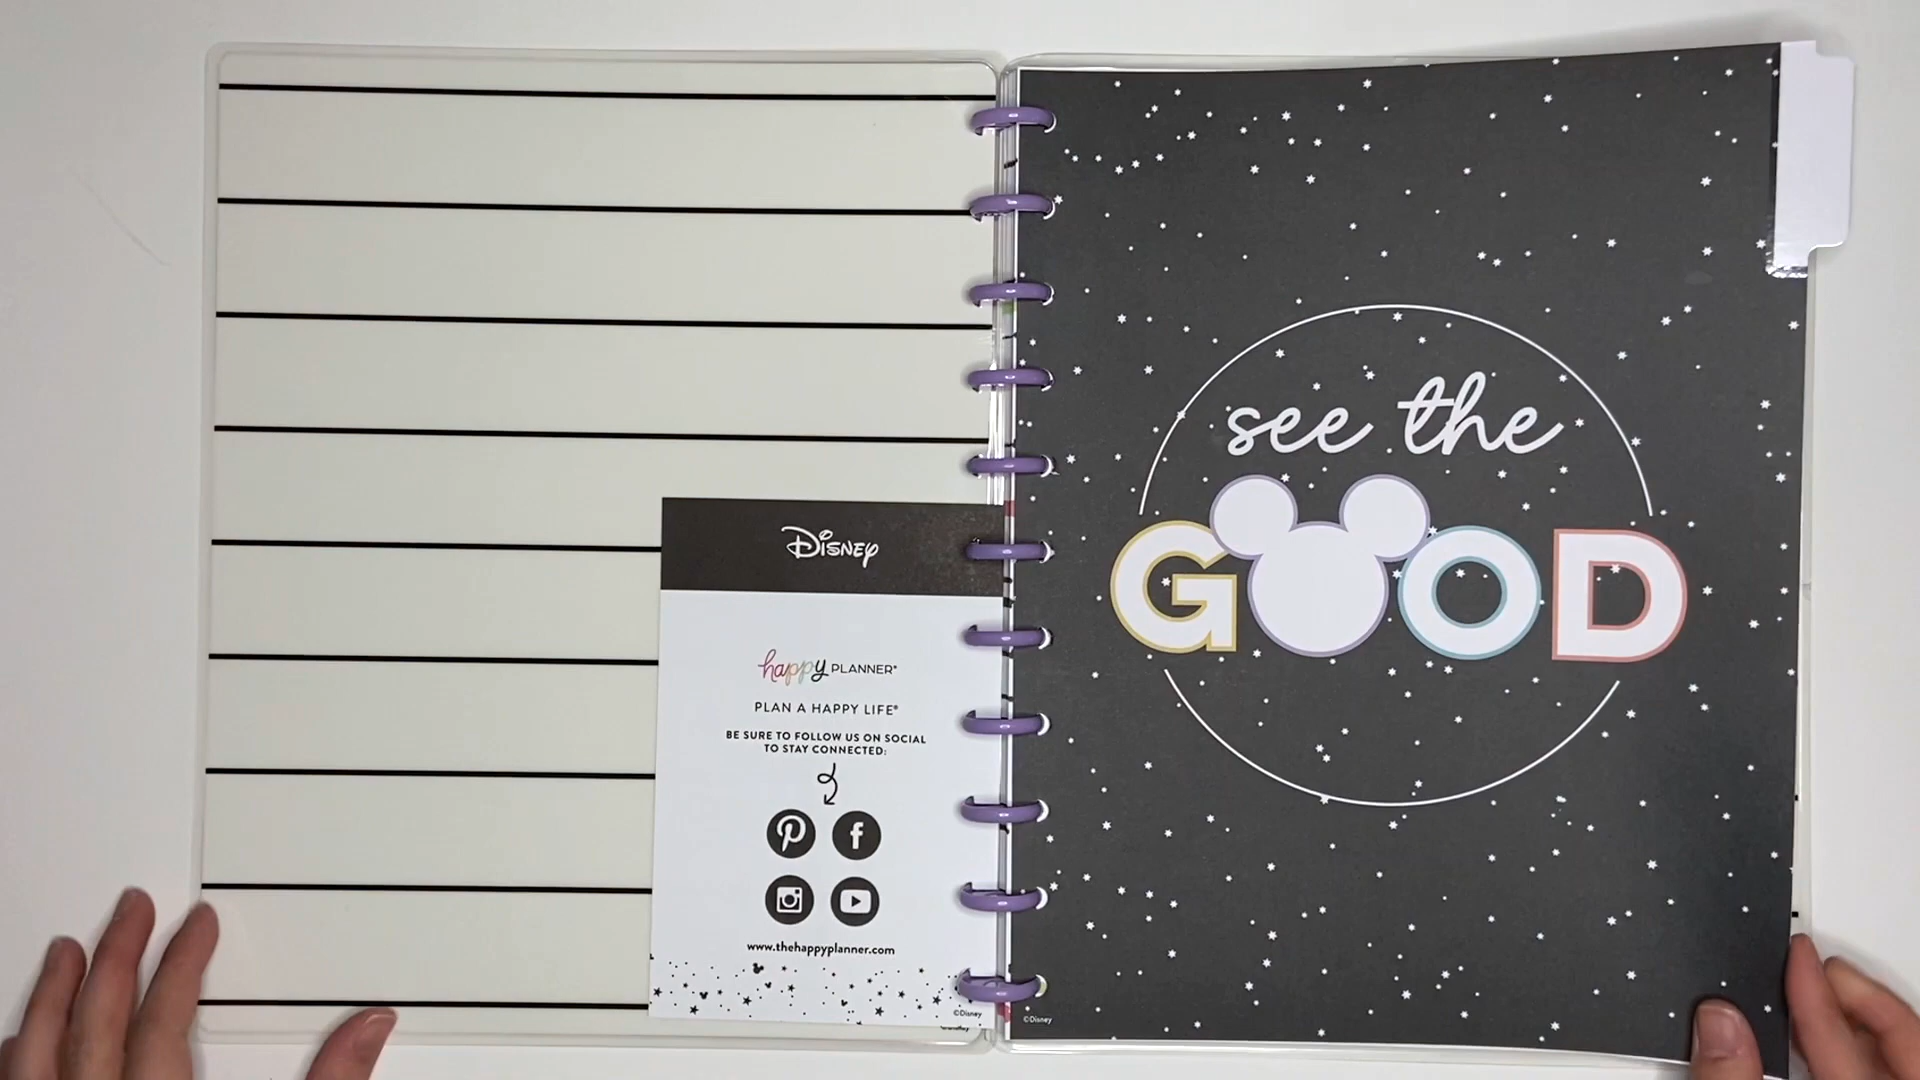 Disney
happy PLANNER®
PLAN A HAPPY LIFE®
BE SURE TO FOLLOW US ON SOCIAL
TO STAY CONNECTED:
www.thehappyplanner.com
©Disney
see the
GOOD
©Disney